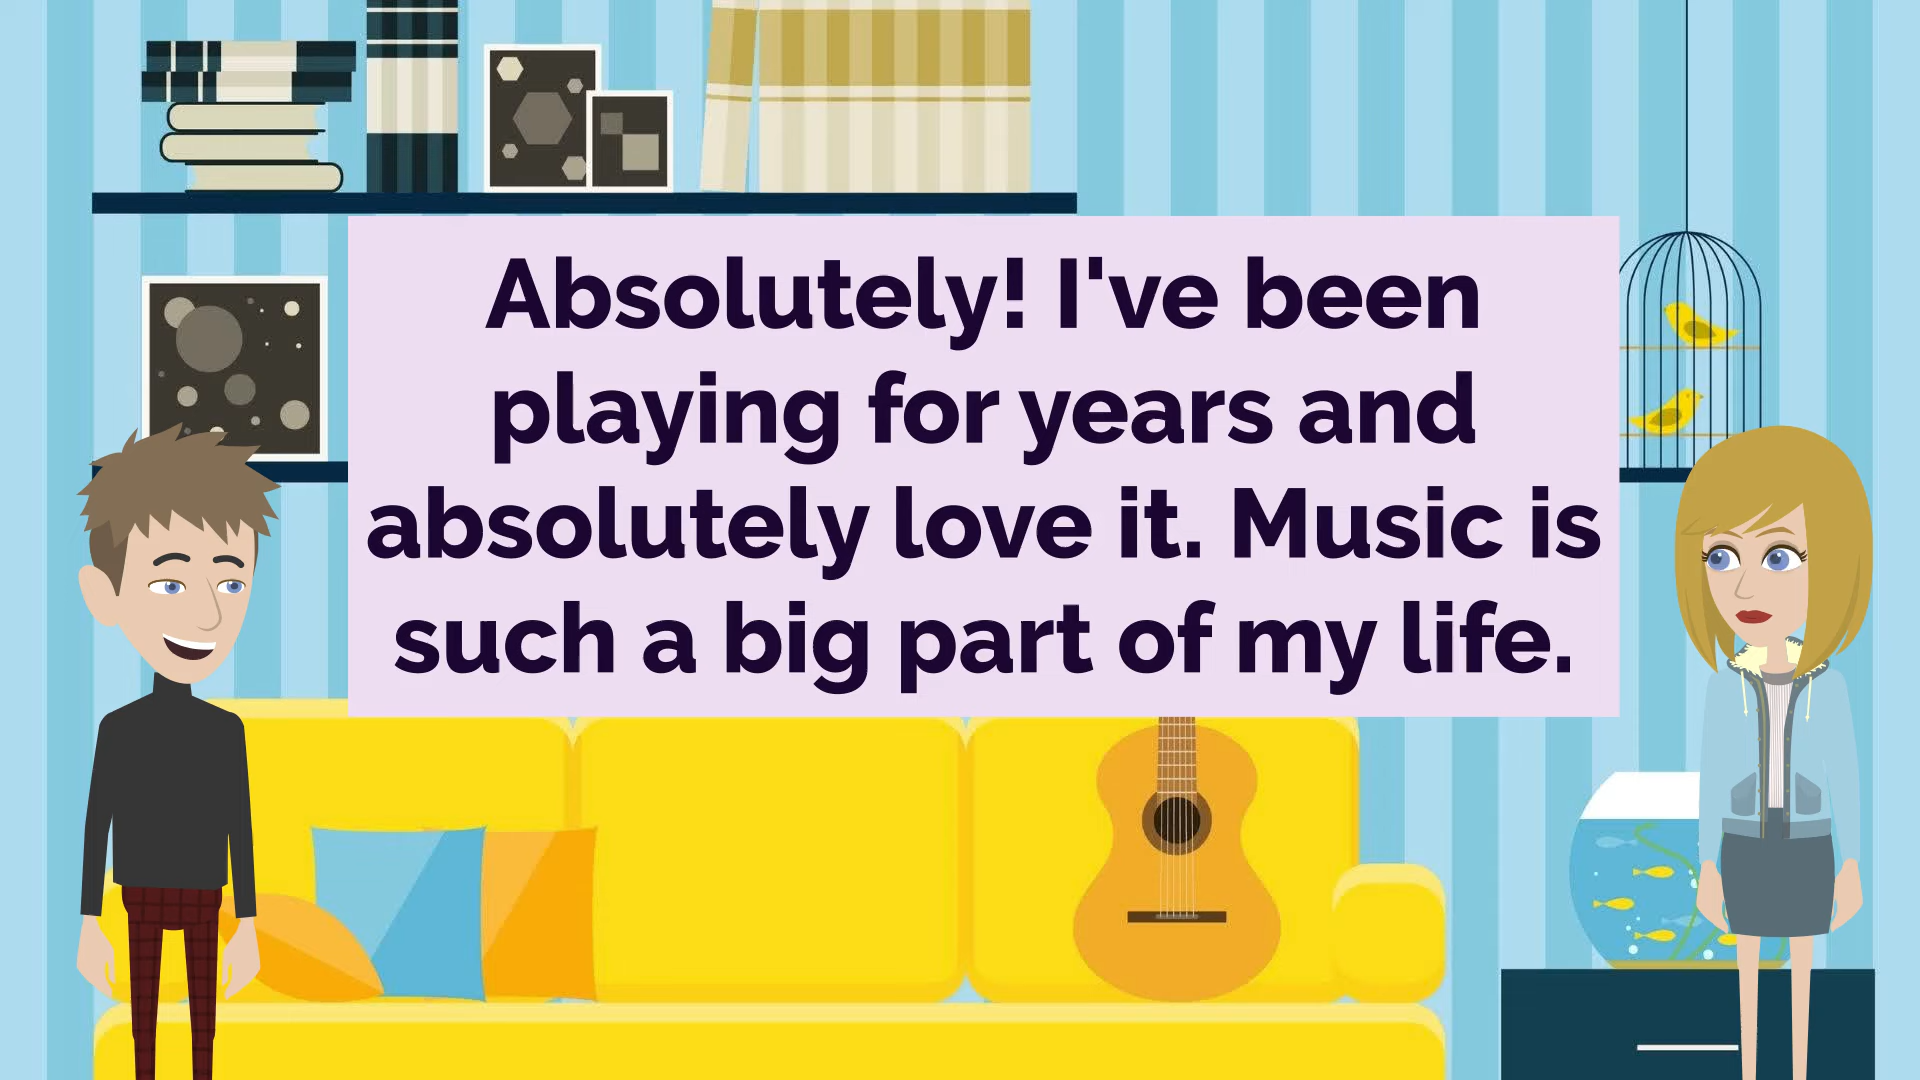 Absolutely! I've been
playing for years and
absolutely love it. Music is
such a big part of my life.